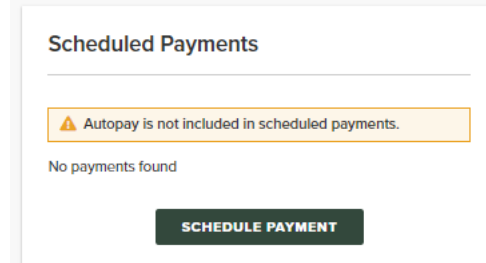 Scheduled Payments
Autopay is not included in scheduled payments.
No payments found
SCHEDULE PAYMENT